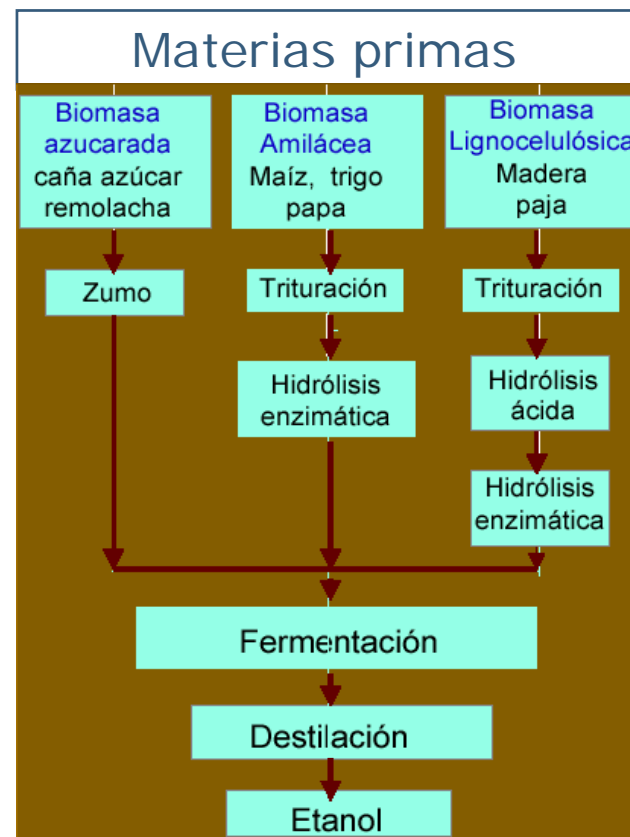 Materias primas
Biomasa
azucarada
caña azúcar
remolacha
Biomasa
Amilácea
Maíz, trigo
papa
Biomasa
Lignocelulósica
Madera
paja
Zumo
Trituración
Trituración
Hidrólisis
enzimática
Hidrólisis
ácida
Hidrólisis
enzimática
Fermentación
Destilación
Etanol